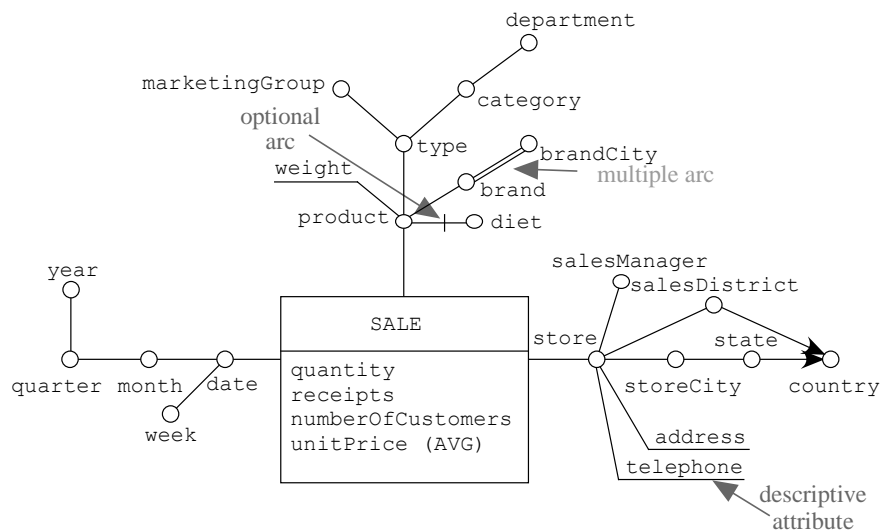 department
marketingGroup
category
optional
arc
type
brandCity
weight
brand
multiple arc
product
diet
salesManager
year
salesDistrict
SALE
store
state
quarter
month
date
quantity
storeCity
country
receipts
numberOfCustomers
week
unitPrice (AVG)
address
telephone
descriptive
attribute